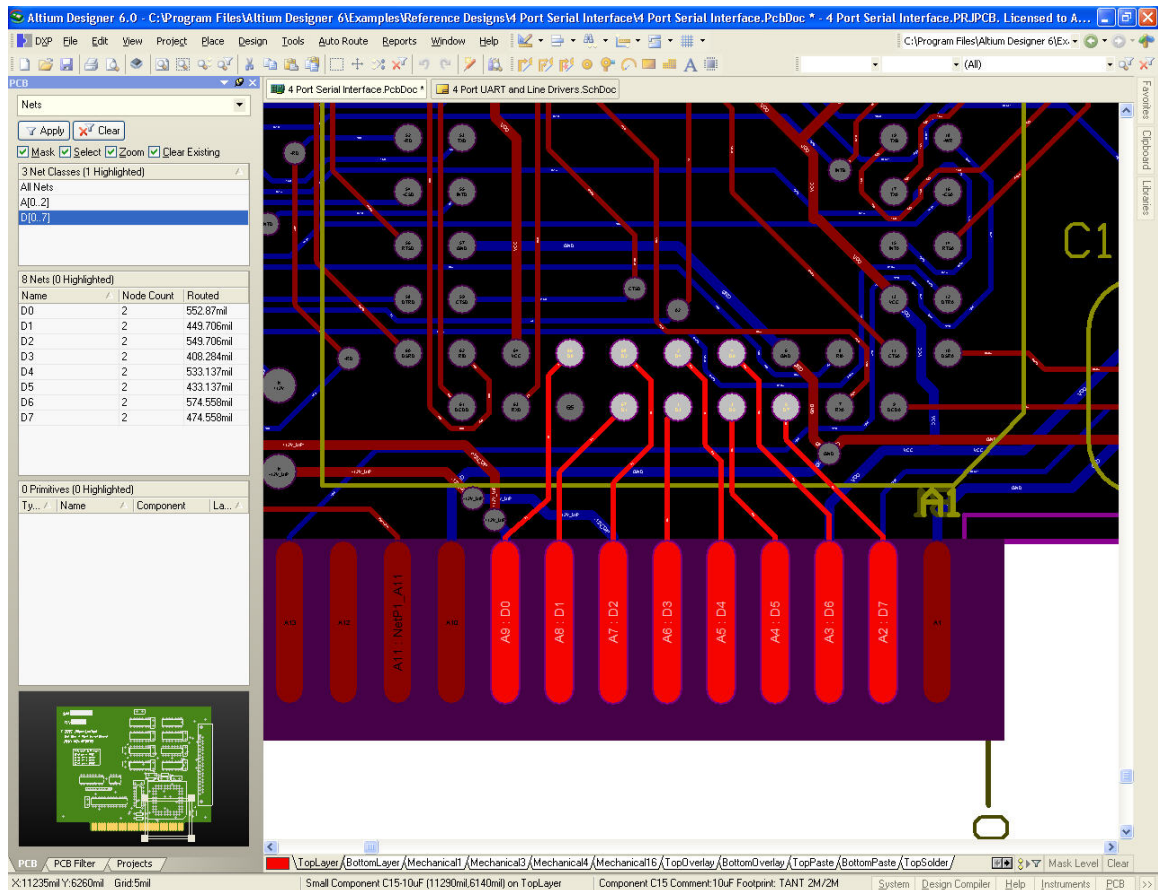 Altium Designer 6.0 - C:\Program Files\Altium Designer 6\Examples\Reference Designs\4 Port Serial Interface\4 Port Serial Interface.PcbDoc * - 4 Port Serial Interface.PRJPCB. Licensed to A...
DXP File Edit View Project Place Design Tools Auto Route Reports Window Help C:\Program Files\Altium Designer 6\Ex
(All)
PCB
4 Port Serial Interface.PcbDoc * 4 Port UART and Line Drivers.SchDoc
Nets
Apply Clear
Mask Select Zoom Clear Existing
3 Net Classes (1 Highlighted)
All Nets
A[0..2]
D[0..7]
8 Nets (0 Highlighted)
Name Node Count Routed
D0 2 552.87mil
D1 2 449.706mil
D2 2 549.706mil
D3 2 408.284mil
D4 2 533.137mil
D5 2 433.137mil
D6 2 574.558mil
D7 2 474.558mil
0 Primitives (0 Highlighted)
Ty... Name Component La...
Favorites
Clipboard
Libraries
C1
A1
A11 : NetP1_A11
A9 : D0
A8 : D1
A7 : D2
A6 : D3
A5 : D4
A4 : D5
A3 : D6
A2 : D7
PCB PCB Filter Projects
TopLayer BottomLayer Mechanical1 Mechanical3 Mechanical4 Mechanical16 TopOverlay BottomOverlay TopPaste BottomPaste TopSolder Mask Level Clear
X:11235mil Y:6260mil Grid:5mil Small Component C15-10uF (11290mil,6140mil) on TopLayer Component C15 Comment:10uF Footprint: TANT 2M/2M System Design Compiler Help Instruments PCB >>